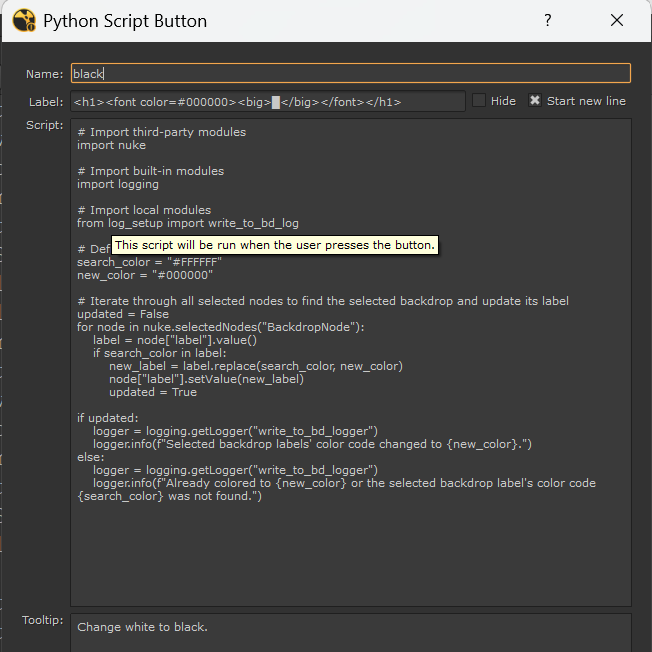 Python Script Button
?
Name:
black
Label:
<h1><font color=#000000><big>█</big></font></h1>
Hide
Start new line
Script:
# Import third-party modules
import nuke
# Import built-in modules
import logging
# Import local modules
from log_setup import write_to_bd_log
This script will be run when the user presses the button.
# Def
search_color = "#FFFFFF"
new_color = "#000000"
# Iterate through all selected nodes to find the selected backdrop and update its label
updated = False
for node in nuke.selectedNodes("BackdropNode"):
label = node["label"].value()
if search_color in label:
new_label = label.replace(search_color, new_color)
node["label"].setValue(new_label)
updated = True
if updated:
logger = logging.getLogger("write_to_bd_logger")
logger.info(f"Selected backdrop labels' color code changed to {new_color}.")
else:
logger = logging.getLogger("write_to_bd_logger")
logger.info(f"Already colored to {new_color} or the selected backdrop label's color code
{search_color} was not found.")
Tooltip:
Change white to black.